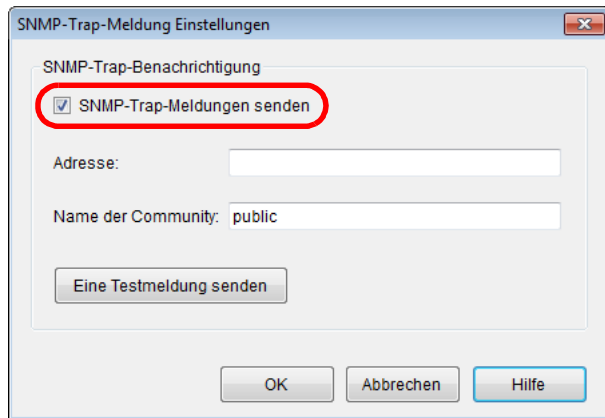 SNMP-Trap-Meldung Einstellungen
SNMP-Trap-Benachrichtigung
SNMP-Trap-Meldungen senden
Adresse:
Name der Community: public
Eine Testmeldung senden
OK Abbrechen Hilfe